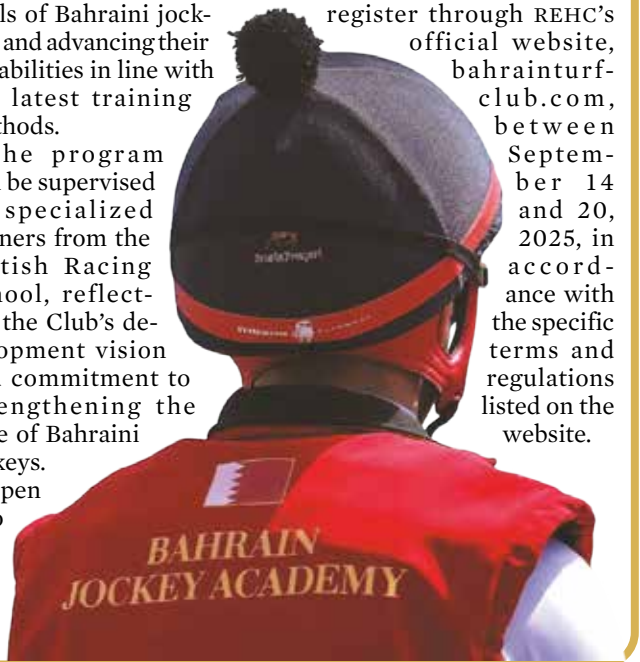 ls of Bahraini jock-
and advancing their
abilities in line with
latest training
thods.
he program
be supervised
specialized
ners from the
tish Racing
hool, reflect-
the Club's de-
opment vision
commitment to
engthening the
e of Bahraini
keys.
pen
register through REHC's
official website,
bahrainturf-
club.com,
between
Septem-
ber 14
and 20,
2025, in
accord-
ance with
the specific
terms and
regulations
listed on the
website.
BAHRAIN
JOCKEY ACADEMY